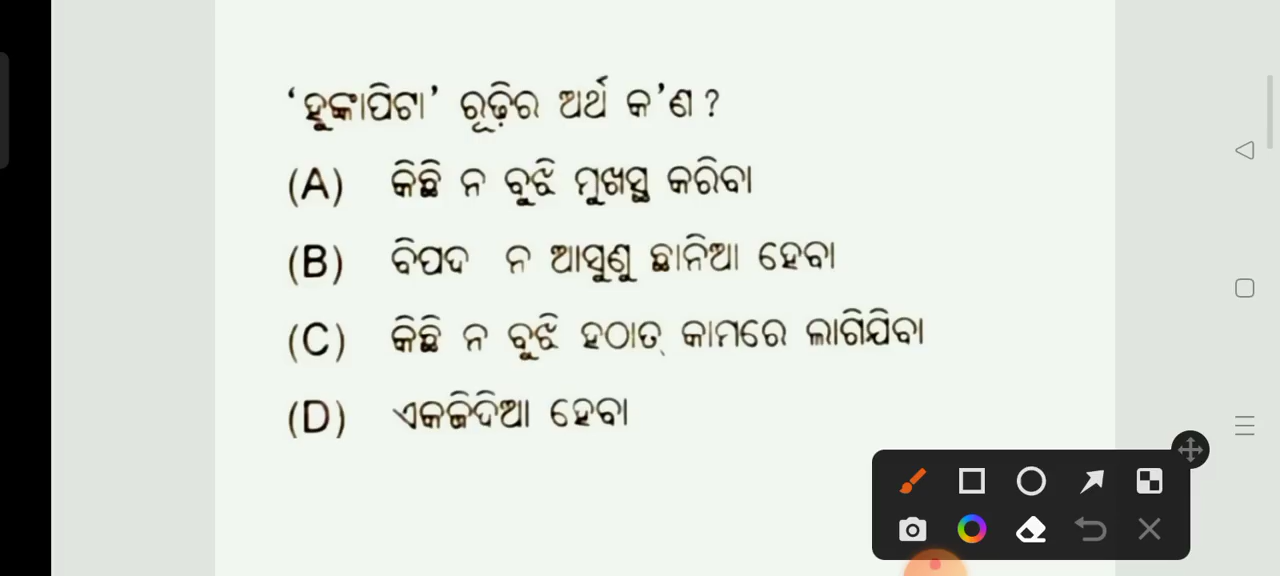 ‘ହୁଙ୍କାପିଟା’ ରୂଢ଼ିର ଅର୍ଥ କ’ଣ ?
(A) କିଛି ନ ବୁଝି ମୁଖସ୍ଥ କରିବା
(B) ବିପଦ ନ ଆସୁଣୁ ଛାନିଆ ହେବା
(C) କିଛି ନ ବୁଝି ହଠାତ୍ କାମରେ ଲାଗିଯିବା
(D) ଏକଜିଦିଆ ହେବା